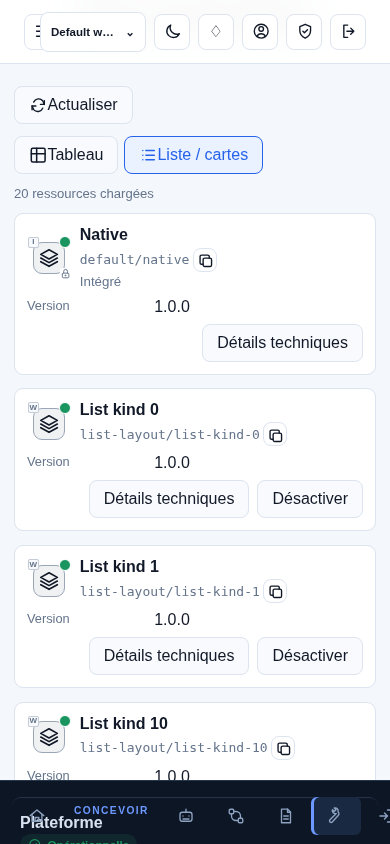 Default w...
Actualiser
Tableau
Liste / cartes
20 ressources chargées
I
Native
default/native
Intégré
Version
1.0.0
Détails techniques
W
List kind 0
list-layout/list-kind-0
Version
1.0.0
Détails techniques
Désactiver
W
List kind 1
list-layout/list-kind-1
Version
1.0.0
Détails techniques
Désactiver
W
List kind 10
list-layout/list-kind-10
Version
1.0.0
CONCEVOIR
Plateforme
Opérationnelle